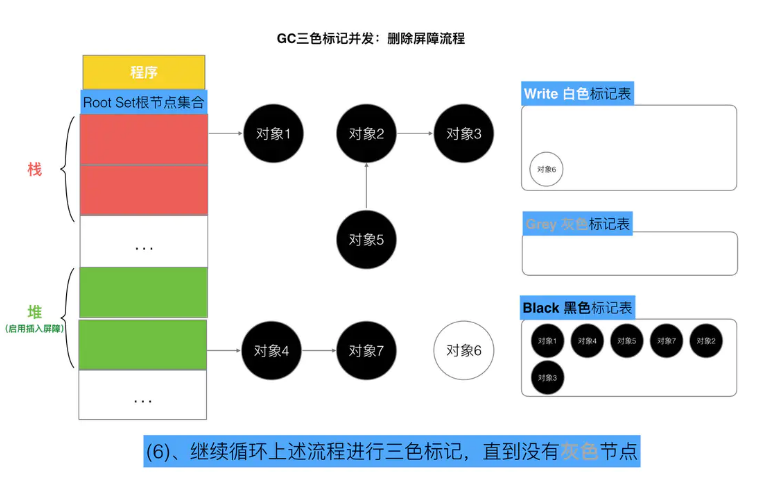 GC三色标记并发：删除屏障流程
程序
Root Set根节点集合
栈
...
堆
(启用插入屏障)
...
对象1
对象2
对象3
对象5
对象4
对象7
对象6
Write 白色标记表
对象6
Grey 灰色标记表
Black 黑色标记表
对象1 对象4 对象5 对象7 对象2
对象3
(6)、继续循环上述流程进行三色标记，直到没有灰色节点